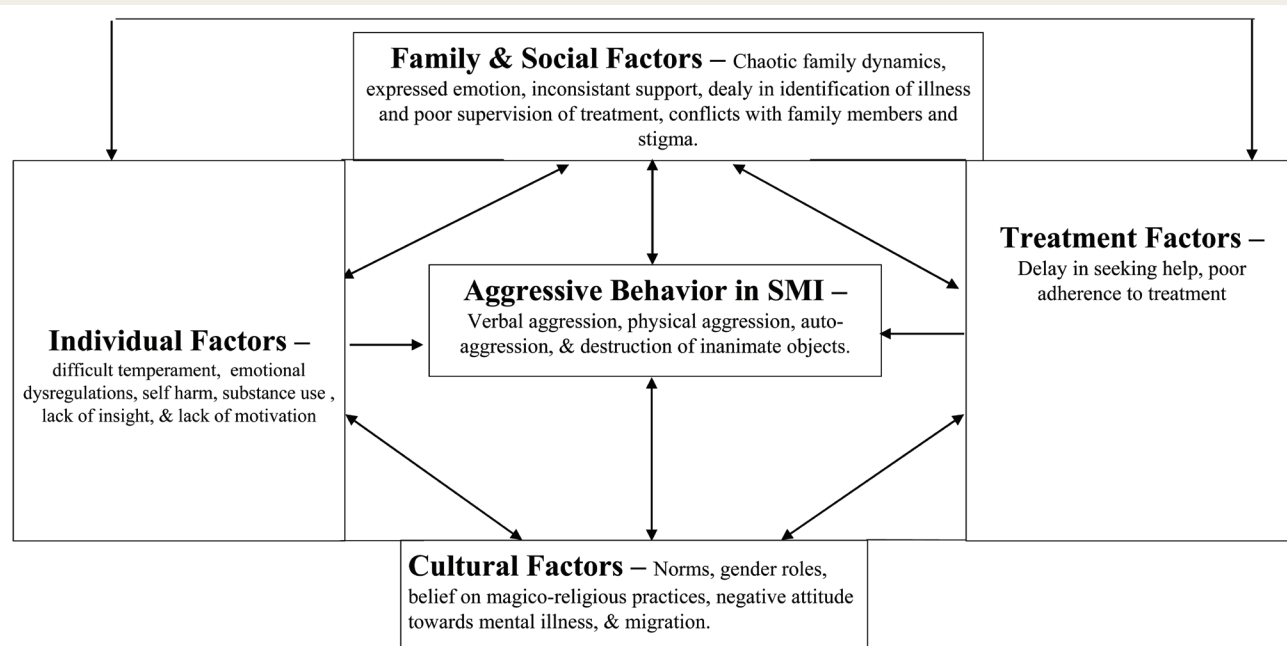 Family & Social Factors – Chaotic family dynamics,
expressed emotion, inconsistant support, dealy in identification of illness
and poor supervision of treatment, conflicts with family members and
stigma.
Treatment Factors –
Delay in seeking help, poor
adherence to treatment
Aggressive Behavior in SMI –
Verbal aggression, physical aggression, auto-
aggression, & destruction of inanimate objects.
Individual Factors –
difficult temperament, emotional
dysregulations, self harm, substance use ,
lack of insight, & lack of motivation
Cultural Factors – Norms, gender roles,
belief on magico-religious practices, negative attitude
towards mental illness, & migration.